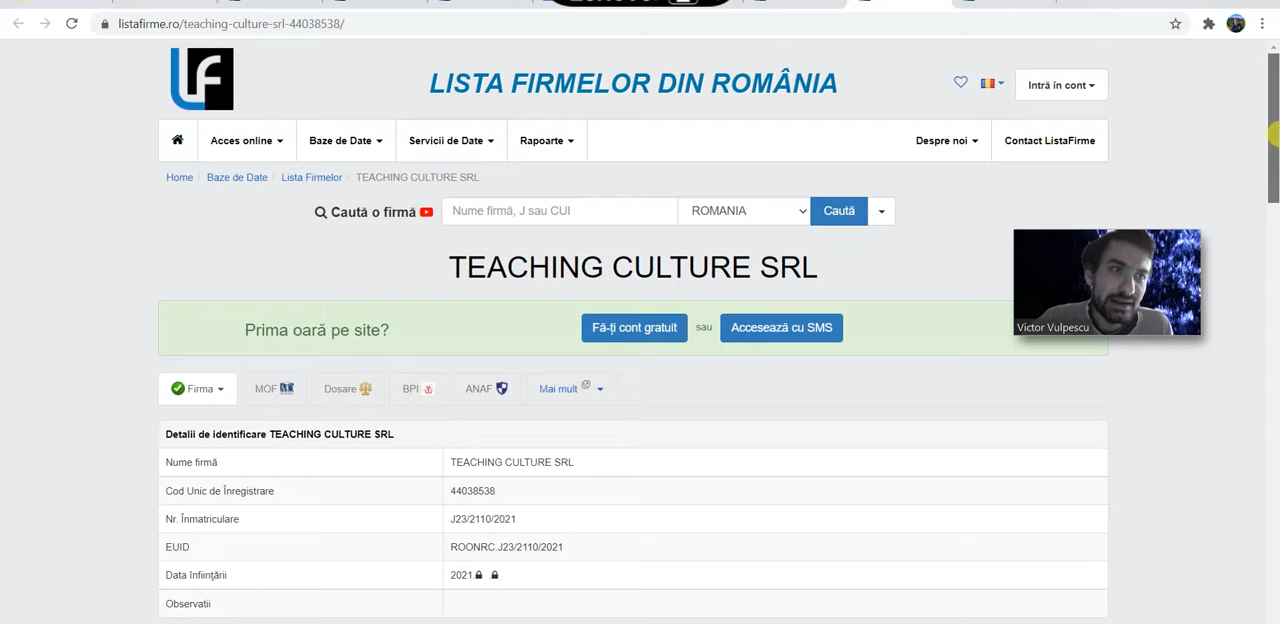 listafirme.ro/teaching-culture-srl-44038538/
LF
LISTA FIRMELOR DIN ROMÂNIA
Intră în cont
Acces online
Baze de Date
Servicii de Date
Rapoarte
Despre noi
Contact ListaFirme
Home / Baze de Date / Lista Firmelor / TEACHING CULTURE SRL
Caută o firmă
Nume firmă, J sau CUI
ROMANIA
Caută
TEACHING CULTURE SRL
Prima oară pe site?
Fă-ți cont gratuit
sau
Accesează cu SMS
Victor Vulpescu
Firma
MOF
Dosare
BPI
ANAF
Mai mult
Detalii de identificare TEACHING CULTURE SRL
Nume firmă TEACHING CULTURE SRL
Cod Unic de Înregistrare 44038538
Nr. Înmatriculare J23/2110/2021
EUID ROONRC.J23/2110/2021
Data înființării 2021
Observatii